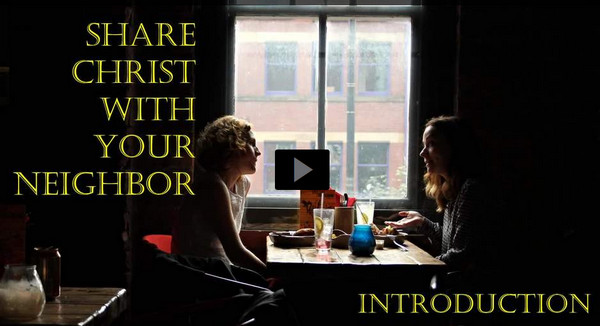 SHARE
CHRIST
WITH
YOUR
NEIGHBOR
INTRODUCTION